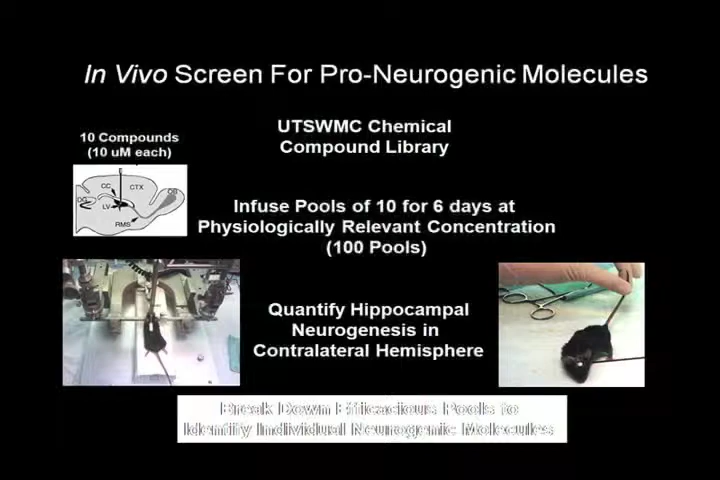 In Vivo Screen For Pro-Neurogenic Molecules
UTSWMC Chemical
Compound Library
10 Compounds
(10 uM each)
CC
CTX
OB
DG
LV
RMS
Infuse Pools of 10 for 6 days at
Physiologically Relevant Concentration
(100 Pools)
Quantify Hippocampal
Neurogenesis in
Contralateral Hemisphere
Break Down Efficacious Pools to
Identify Individual Neurogenic Molecules